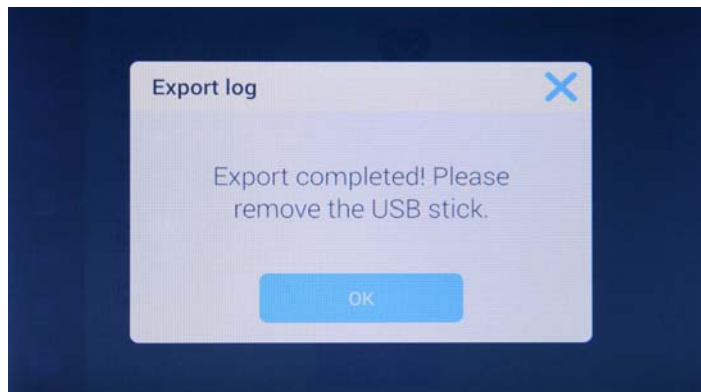 Export log
Export completed! Please
remove the USB stick.
OK